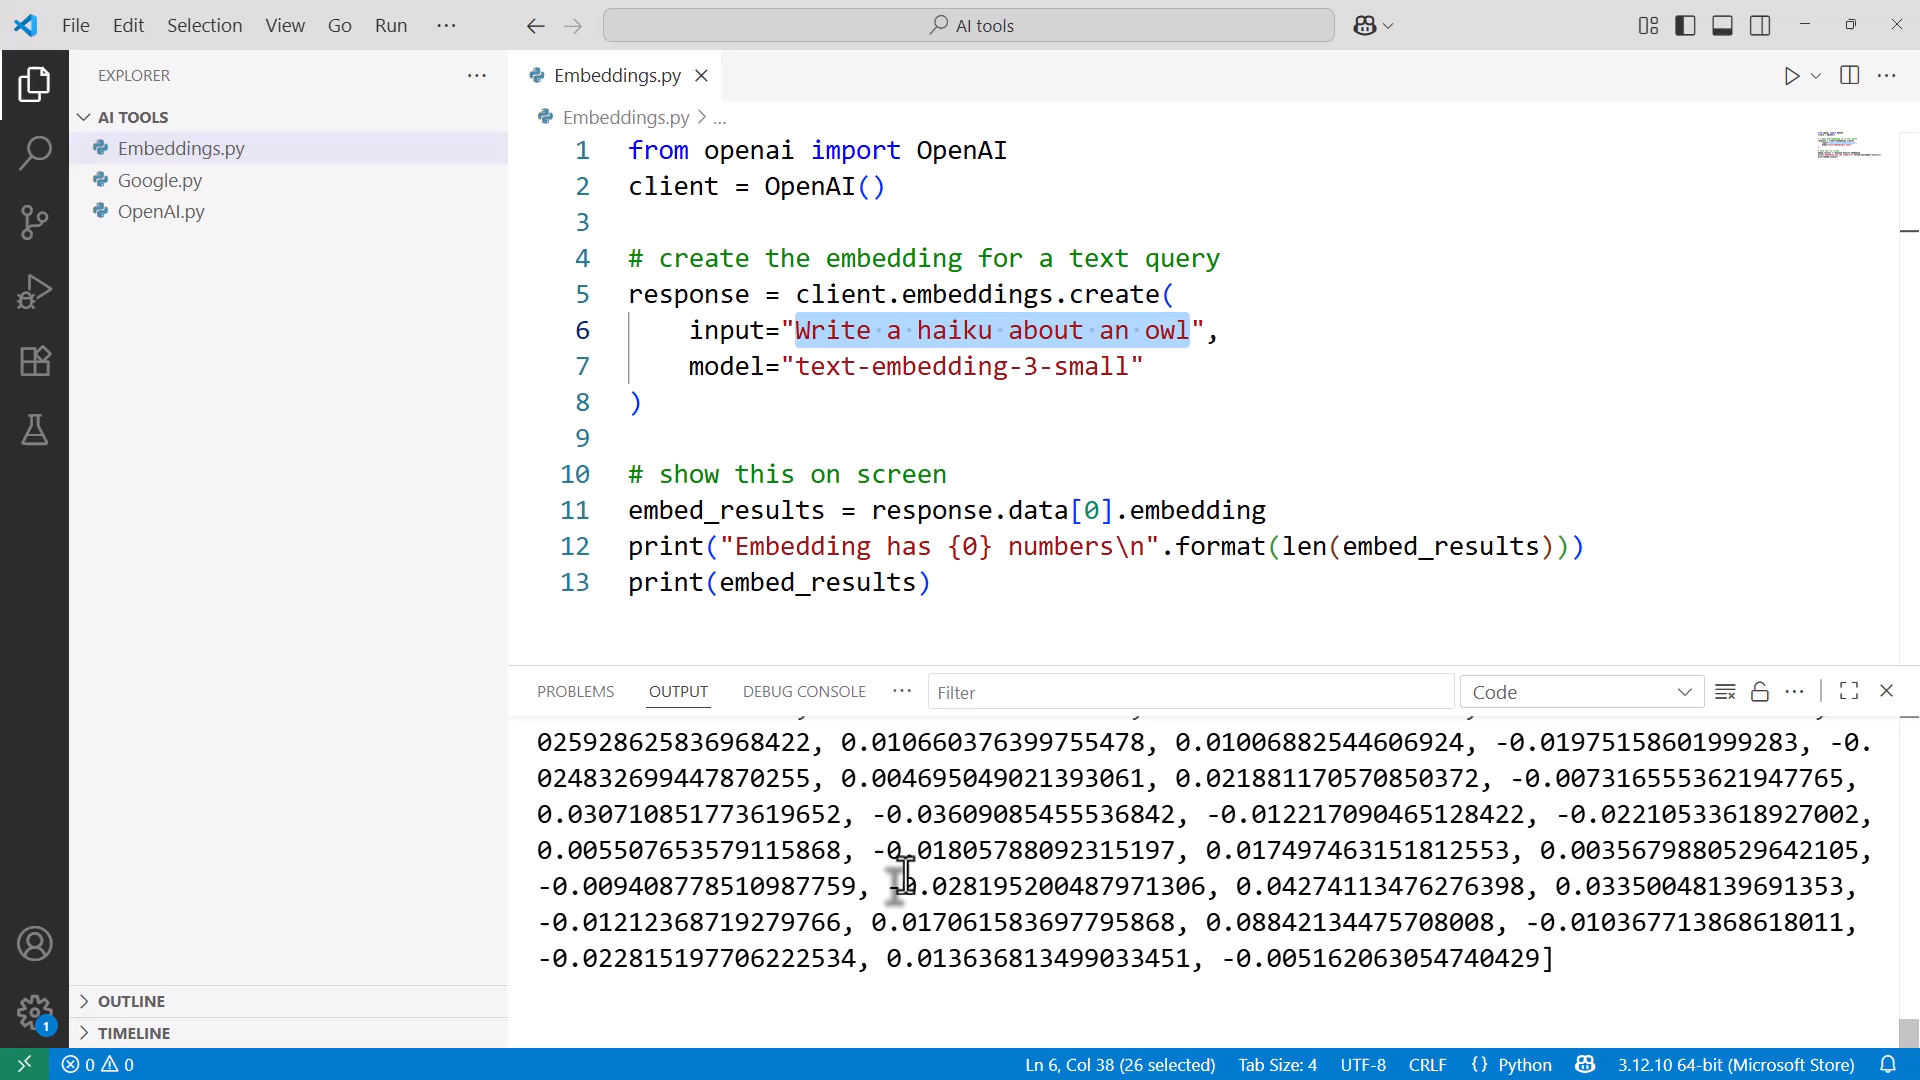 File Edit Selection View Go Run ··· AI tools
EXPLORER ···
AI TOOLS
Embeddings.py
Google.py
OpenAI.py
OUTLINE
TIMELINE
Embeddings.py
Embeddings.py > ...
1 from openai import OpenAI
2 client = OpenAI()
3
4 # create the embedding for a text query
5 response = client.embeddings.create(
6 input="Write a haiku about an owl",
7 model="text-embedding-3-small"
8 )
9
10 # show this on screen
11 embed_results = response.data[0].embedding
12 print("Embedding has {0} numbers\n".format(len(embed_results)))
13 print(embed_results)
PROBLEMS OUTPUT DEBUG CONSOLE ··· Filter Code
025928625836968422, 0.010660376399755478, 0.01006882544606924, -0.01975158601999283, -0.
024832699447870255, 0.004695049021393061, 0.021881170570850372, -0.0073165553621947765,
0.030710851773619652, -0.03609085455536842, -0.012217090465128422, -0.02210533618927002,
0.005507653579115868, -0.01805788092315197, 0.017497463151812553, 0.0035679880529642105,
-0.009408778510987759, -0.028195200487971306, 0.04274113476276398, 0.03350048139691353,
-0.01212368719279766, 0.017061583697795868, 0.08842134475708008, -0.010367713868618011,
-0.022815197706222534, 0.013636813499033451, -0.005162063054740429]
1
0 0 Ln 6, Col 38 (26 selected) Tab Size: 4 UTF-8 CRLF {} Python 3.12.10 64-bit (Microsoft Store)